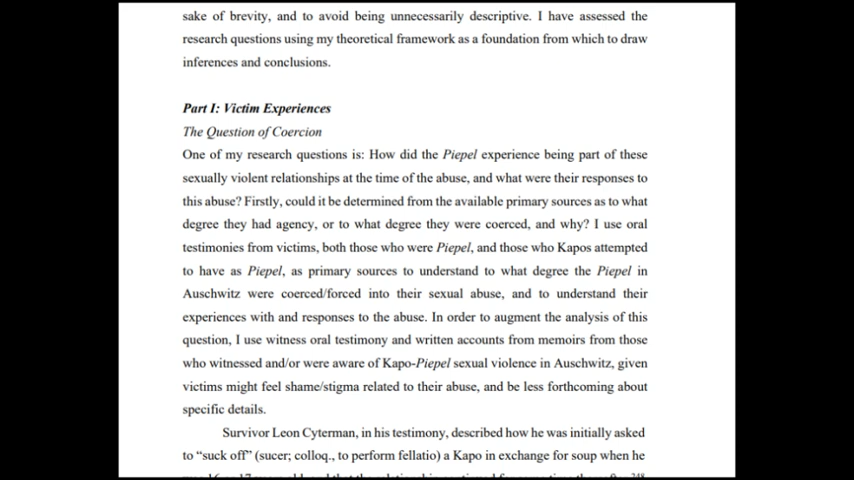 sake of brevity, and to avoid being unnecessarily descriptive. I have assessed the
research questions using my theoretical framework as a foundation from which to draw
inferences and conclusions.
Part I: Victim Experiences
The Question of Coercion
One of my research questions is: How did the Piepel experience being part of these
sexually violent relationships at the time of the abuse, and what were their responses to
this abuse? Firstly, could it be determined from the available primary sources as to what
degree they had agency, or to what degree they were coerced, and why? I use oral
testimonies from victims, both those who were Piepel, and those who Kapos attempted
to have as Piepel, as primary sources to understand to what degree the Piepel in
Auschwitz were coerced/forced into their sexual abuse, and to understand their
experiences with and responses to the abuse. In order to augment the analysis of this
question, I use witness oral testimony and written accounts from memoirs from those
who witnessed and/or were aware of Kapo-Piepel sexual violence in Auschwitz, given
victims might feel shame/stigma related to their abuse, and be less forthcoming about
specific details.
Survivor Leon Cyterman, in his testimony, described how he was initially asked
to “suck off” (sucer; colloq., to perform fellatio) a Kapo in exchange for soup when he